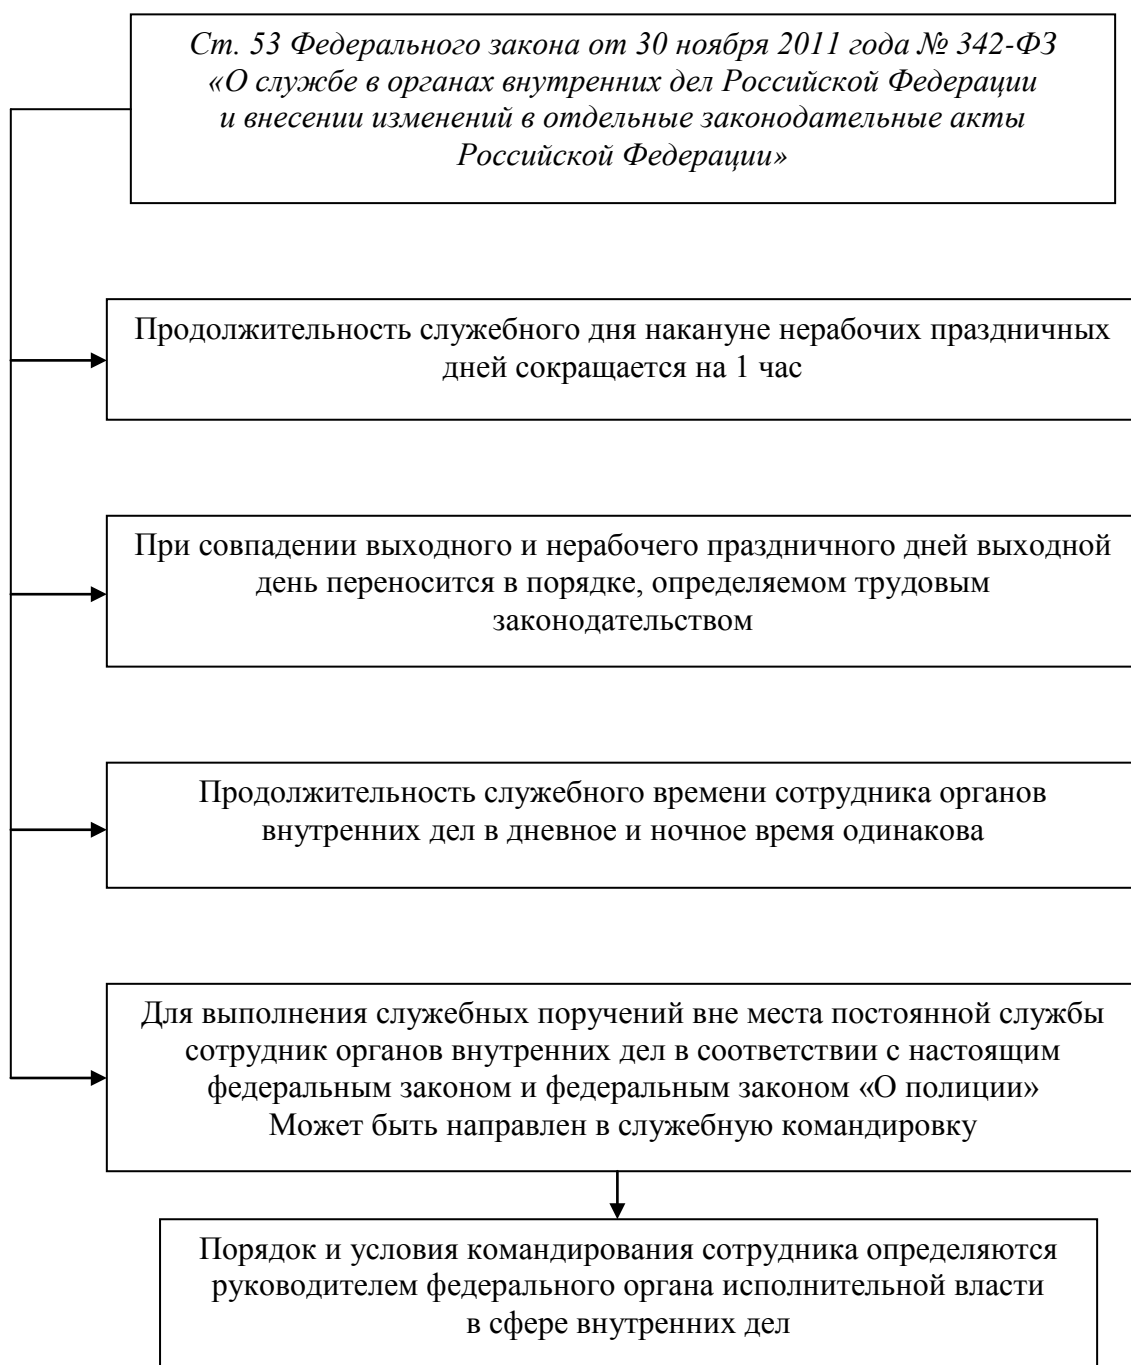 Ст. 53 Федерального закона от 30 ноября 2011 года № 342-ФЗ
«О службе в органах внутренних дел Российской Федерации
и внесении изменений в отдельные законодательные акты
Российской Федерации»
Продолжительность служебного дня накануне нерабочих праздничных
дней сокращается на 1 час
При совпадении выходного и нерабочего праздничного дней выходной
день переносится в порядке, определяемом трудовым
законодательством
Продолжительность служебного времени сотрудника органов
внутренних дел в дневное и ночное время одинакова
Для выполнения служебных поручений вне места постоянной службы
сотрудник органов внутренних дел в соответствии с настоящим
федеральным законом и федеральным законом «О полиции»
Может быть направлен в служебную командировку
Порядок и условия командирования сотрудника определяются
руководителем федерального органа исполнительной власти
в сфере внутренних дел